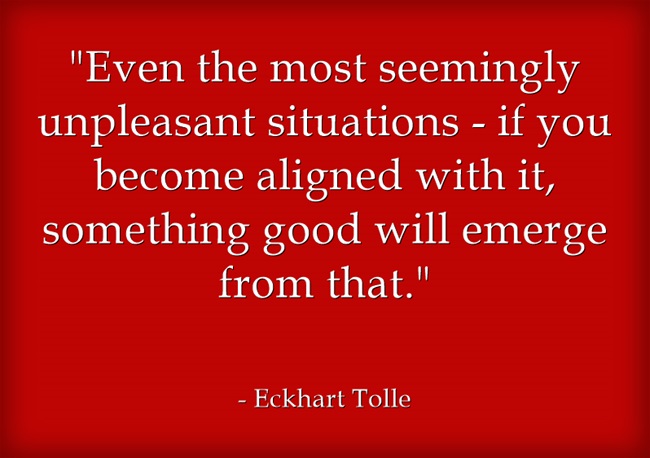 "Even the most seemingly
unpleasant situations - if you
become aligned with it,
something good will emerge
from that."
- Eckhart Tolle